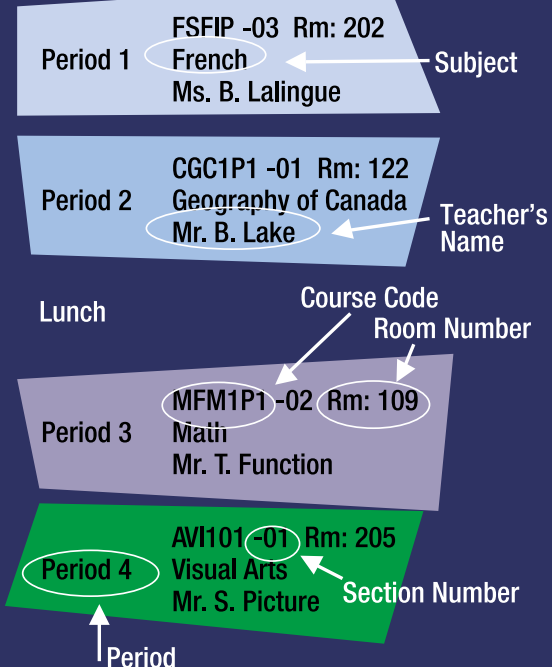 FSFIP -03 Rm: 202
Period 1 French Subject
Ms. B. Lalingue
CGC1P1 -01 Rm: 122
Period 2 Geography of Canada
Mr. B. Lake
Teacher's
Name
Lunch
Course Code
Room Number
MFM1P1 -02 Rm: 109
Period 3 Math
Mr. T. Function
AVI101 -01 Rm: 205
Period 4 Visual Arts
Mr. S. Picture
Section Number
Period